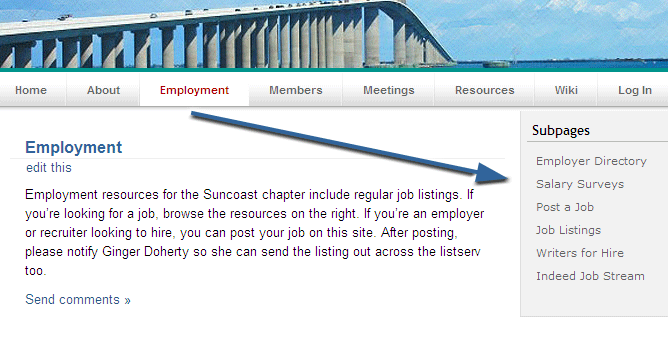 Home About Employment Members Meetings Resources Wiki Log In
Employment
edit this
Employment resources for the Suncoast chapter include regular job listings. If
you're looking for a job, browse the resources on the right. If you're an employer
or recruiter looking to hire, you can post your job on this site. After posting,
please notify Ginger Doherty so she can send the listing out across the listserv
too.
Send comments »
Subpages
Employer Directory
Salary Surveys
Post a Job
Job Listings
Writers for Hire
Indeed Job Stream